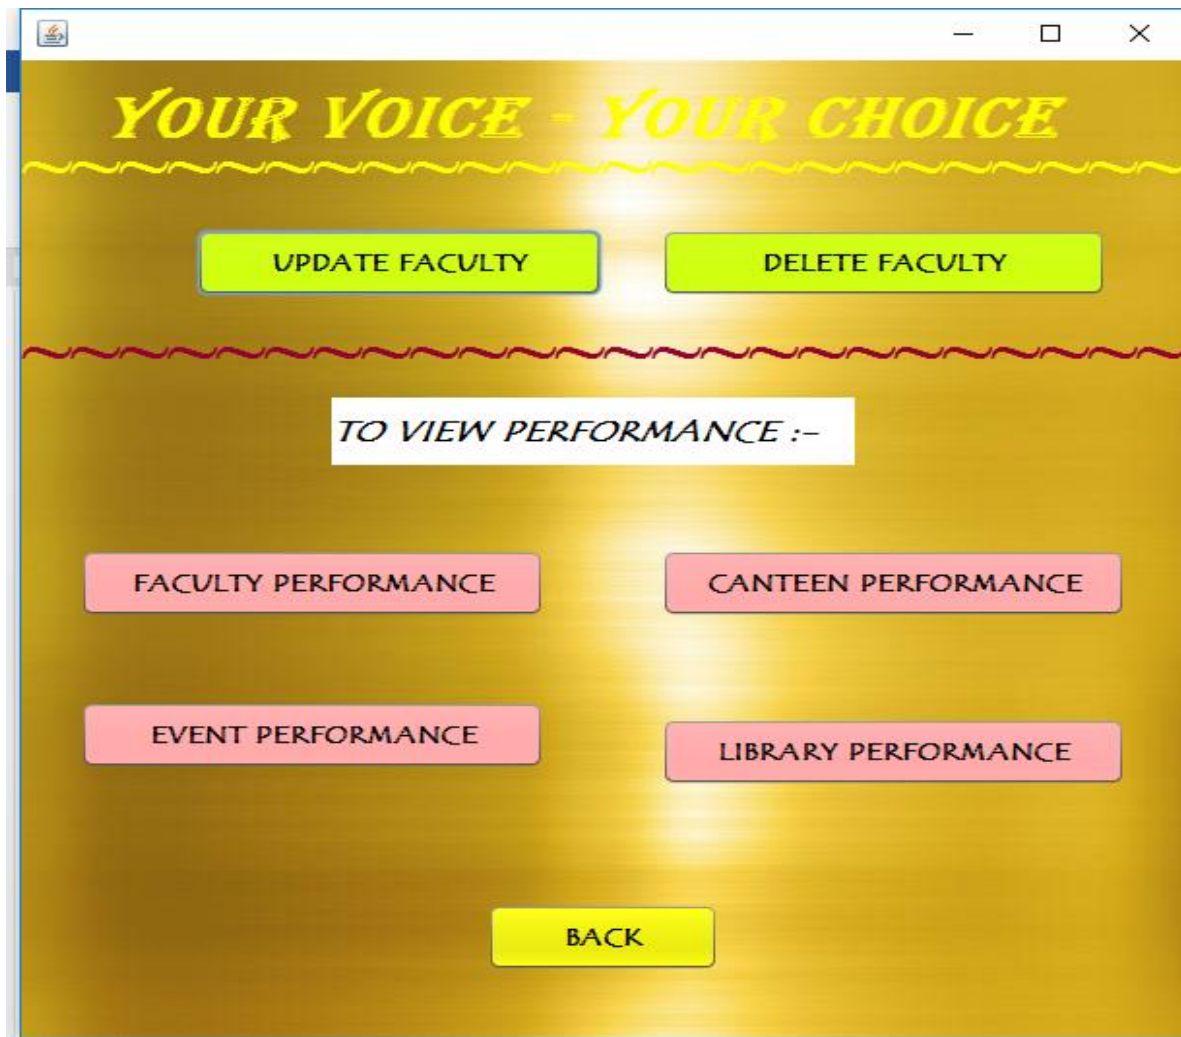 YOUR VOICE - YOUR CHOICE
UPDATE FACULTY
DELETE FACULTY
TO VIEW PERFORMANCE :-
FACULTY PERFORMANCE
CANTEEN PERFORMANCE
EVENT PERFORMANCE
LIBRARY PERFORMANCE
BACK